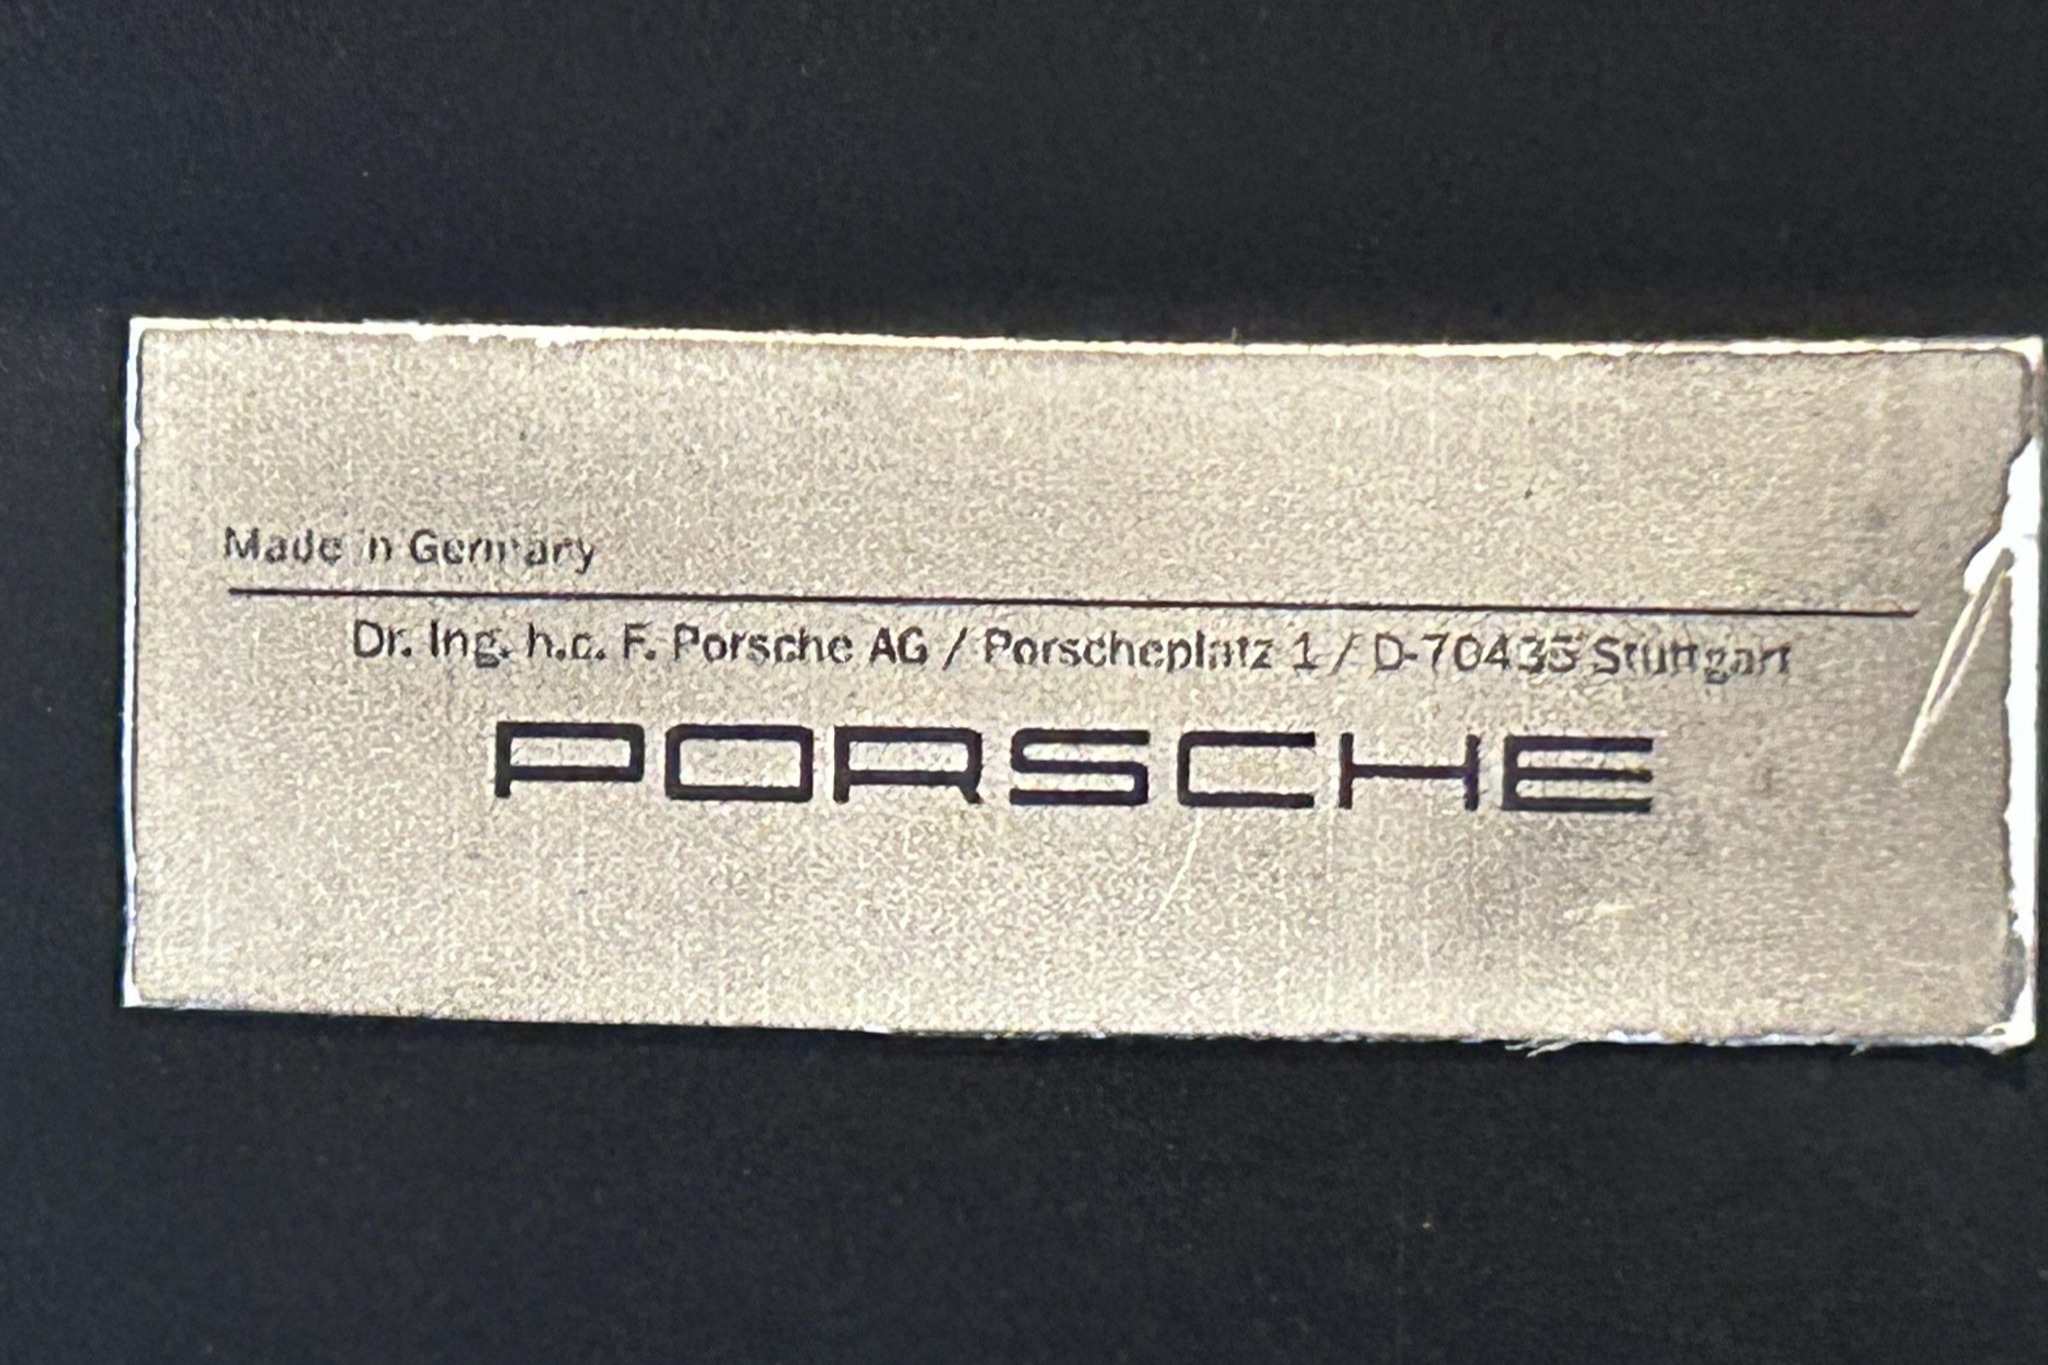 Made in Germany
Dr. Ing. h.c. F. Porsche AG / Porscheplatz 1 / D-70435 Stuttgart
PORSCHE